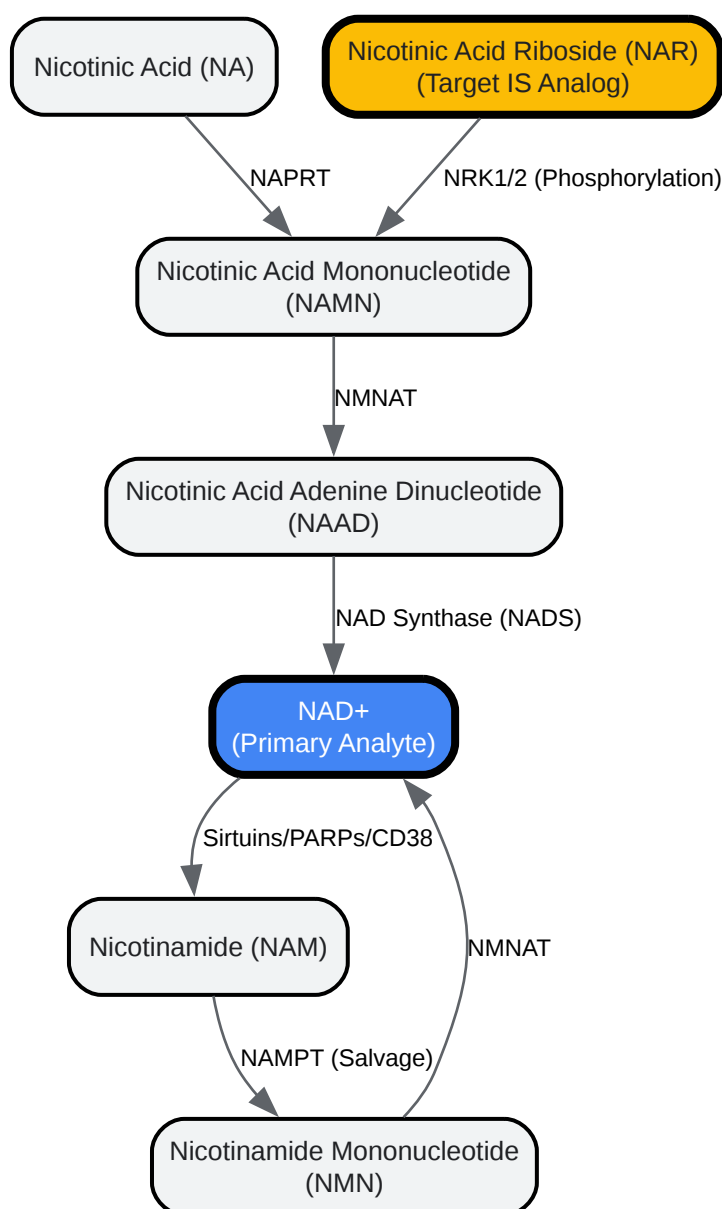 Nicotinic Acid (NA)
Nicotinic Acid Riboside (NAR)
(Target IS Analog)
NAPRT
NRK1/2 (Phosphorylation)
Nicotinic Acid Mononucleotide
(NAMN)
NMNAT
Nicotinic Acid Adenine Dinucleotide
(NAAD)
NAD Synthase (NADS)
NAD+
(Primary Analyte)
Sirtuins/PARPs/CD38
Nicotinamide (NAM)
NMNAT
NAMPT (Salvage)
Nicotinamide Mononucleotide
(NMN)